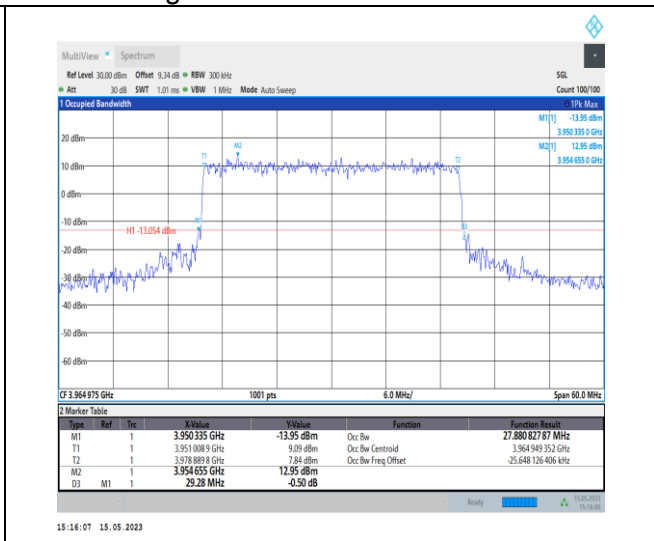 MultiView Spectrum
Ref Level 30.00 dBm Offset 9.34 dB RBW 300 kHz SGL
Att 30 dB SWT 1.01 ms VBW 1 MHz Mode Auto Sweep Count 100/100
1 Occupied Bandwidth 1Pk Max
M1[1] -13.95 dBm
3.950 335 0 GHz
M2[1] 12.95 dBm
3.954 655 0 GHz
20 dBm
M2
T1 T2
10 dBm
0 dBm
-10 dBm
M1
H1 -13.054 dBm
-20 dBm
-30 dBm
-40 dBm
-50 dBm
-60 dBm
CF 3.964 975 GHz 1001 pts 6.0 MHz/ Span 60.0 MHz
2 Marker Table
Type Ref Trc X-Value Y-Value Function Function Result
M1 1 3.950 335 GHz -13.95 dBm Occ Bw 27.880 827 87 MHz
T1 1 3.951 008 9 GHz 9.09 dBm Occ Bw Centroid 3.964 949 352 GHz
T2 1 3.978 889 8 GHz 7.84 dBm Occ Bw Freq Offset -25.648 126 406 kHz
M2 1 3.954 655 GHz 12.95 dBm
D3 M1 1 29.28 MHz -0.50 dB
Ready 15.05.2023
15:16:06
15:16:07 15.05.2023